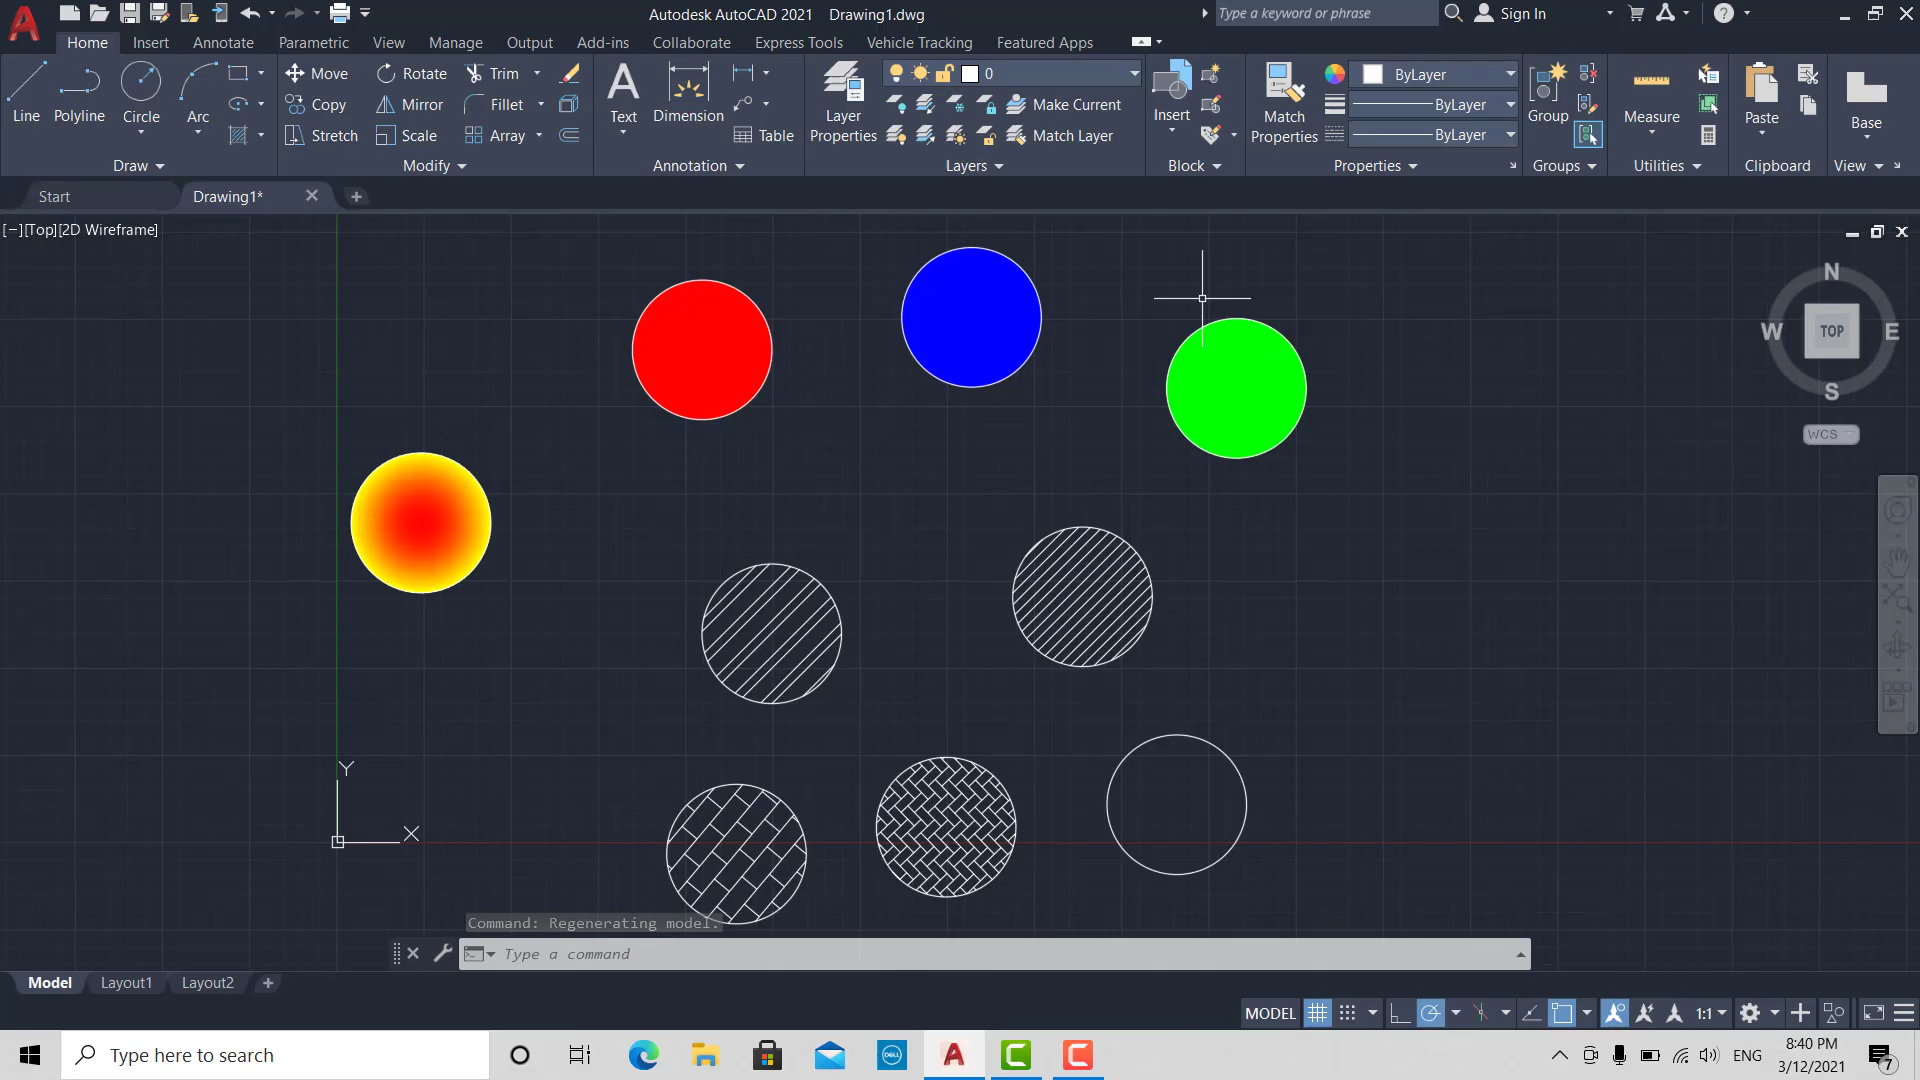 Autodesk AutoCAD 2021 Drawing1.dwg
Type a keyword or phrase
Sign In
Home Insert Annotate Parametric View Manage Output Add-ins Collaborate Express Tools Vehicle Tracking Featured Apps
Line Polyline Circle Arc
Move Rotate Trim
Copy Mirror Fillet
Stretch Scale Array
Text Dimension Table
Layer Properties
0
Make Current
Match Layer
Insert
Match Properties
ByLayer
ByLayer
ByLayer
Group
Measure
Paste
Base
Draw Modify Annotation Layers Block Properties Groups Utilities Clipboard View
Start Drawing1*
[−][Top][2D Wireframe]
N
W TOP E
S
WCS
Y
X
Command: Regenerating model.
Type a command
Model Layout1 Layout2
MODEL 1:1
Type here to search
DELL
ENG
8:40 PM
3/12/2021
7